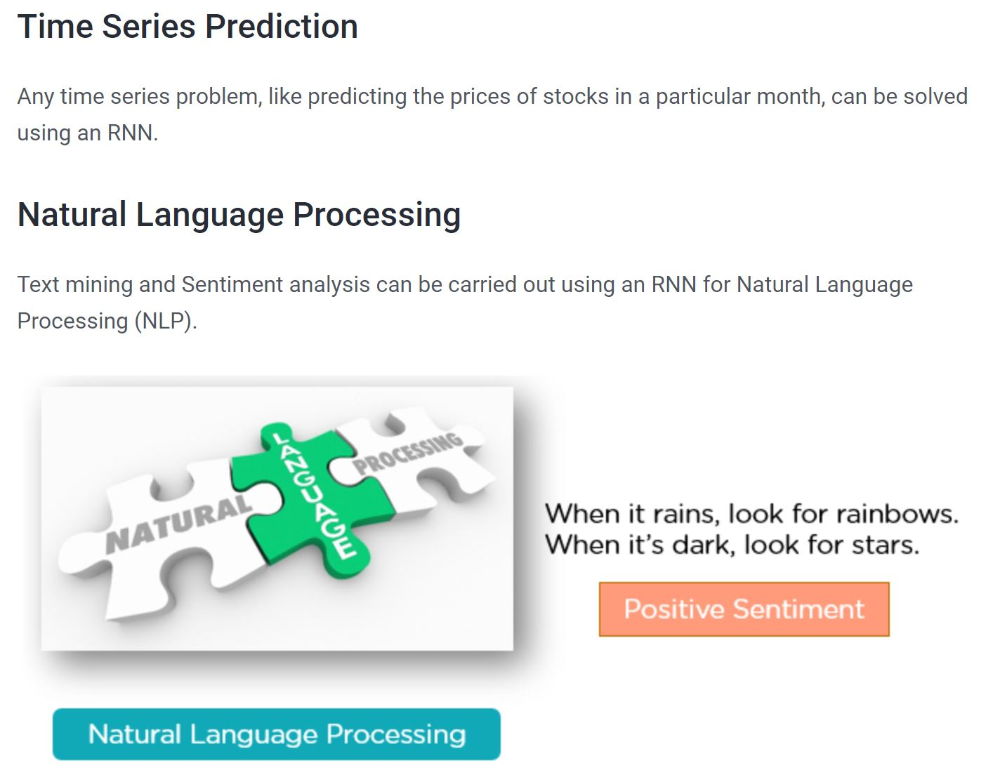 Time Series Prediction
Any time series problem, like predicting the prices of stocks in a particular month, can be solved
using an RNN.
Natural Language Processing
Text mining and Sentiment analysis can be carried out using an RNN for Natural Language
Processing (NLP).
NATURAL
LANGUAGE
PROCESSING
When it rains, look for rainbows.
When it's dark, look for stars.
Positive Sentiment
Natural Language Processing